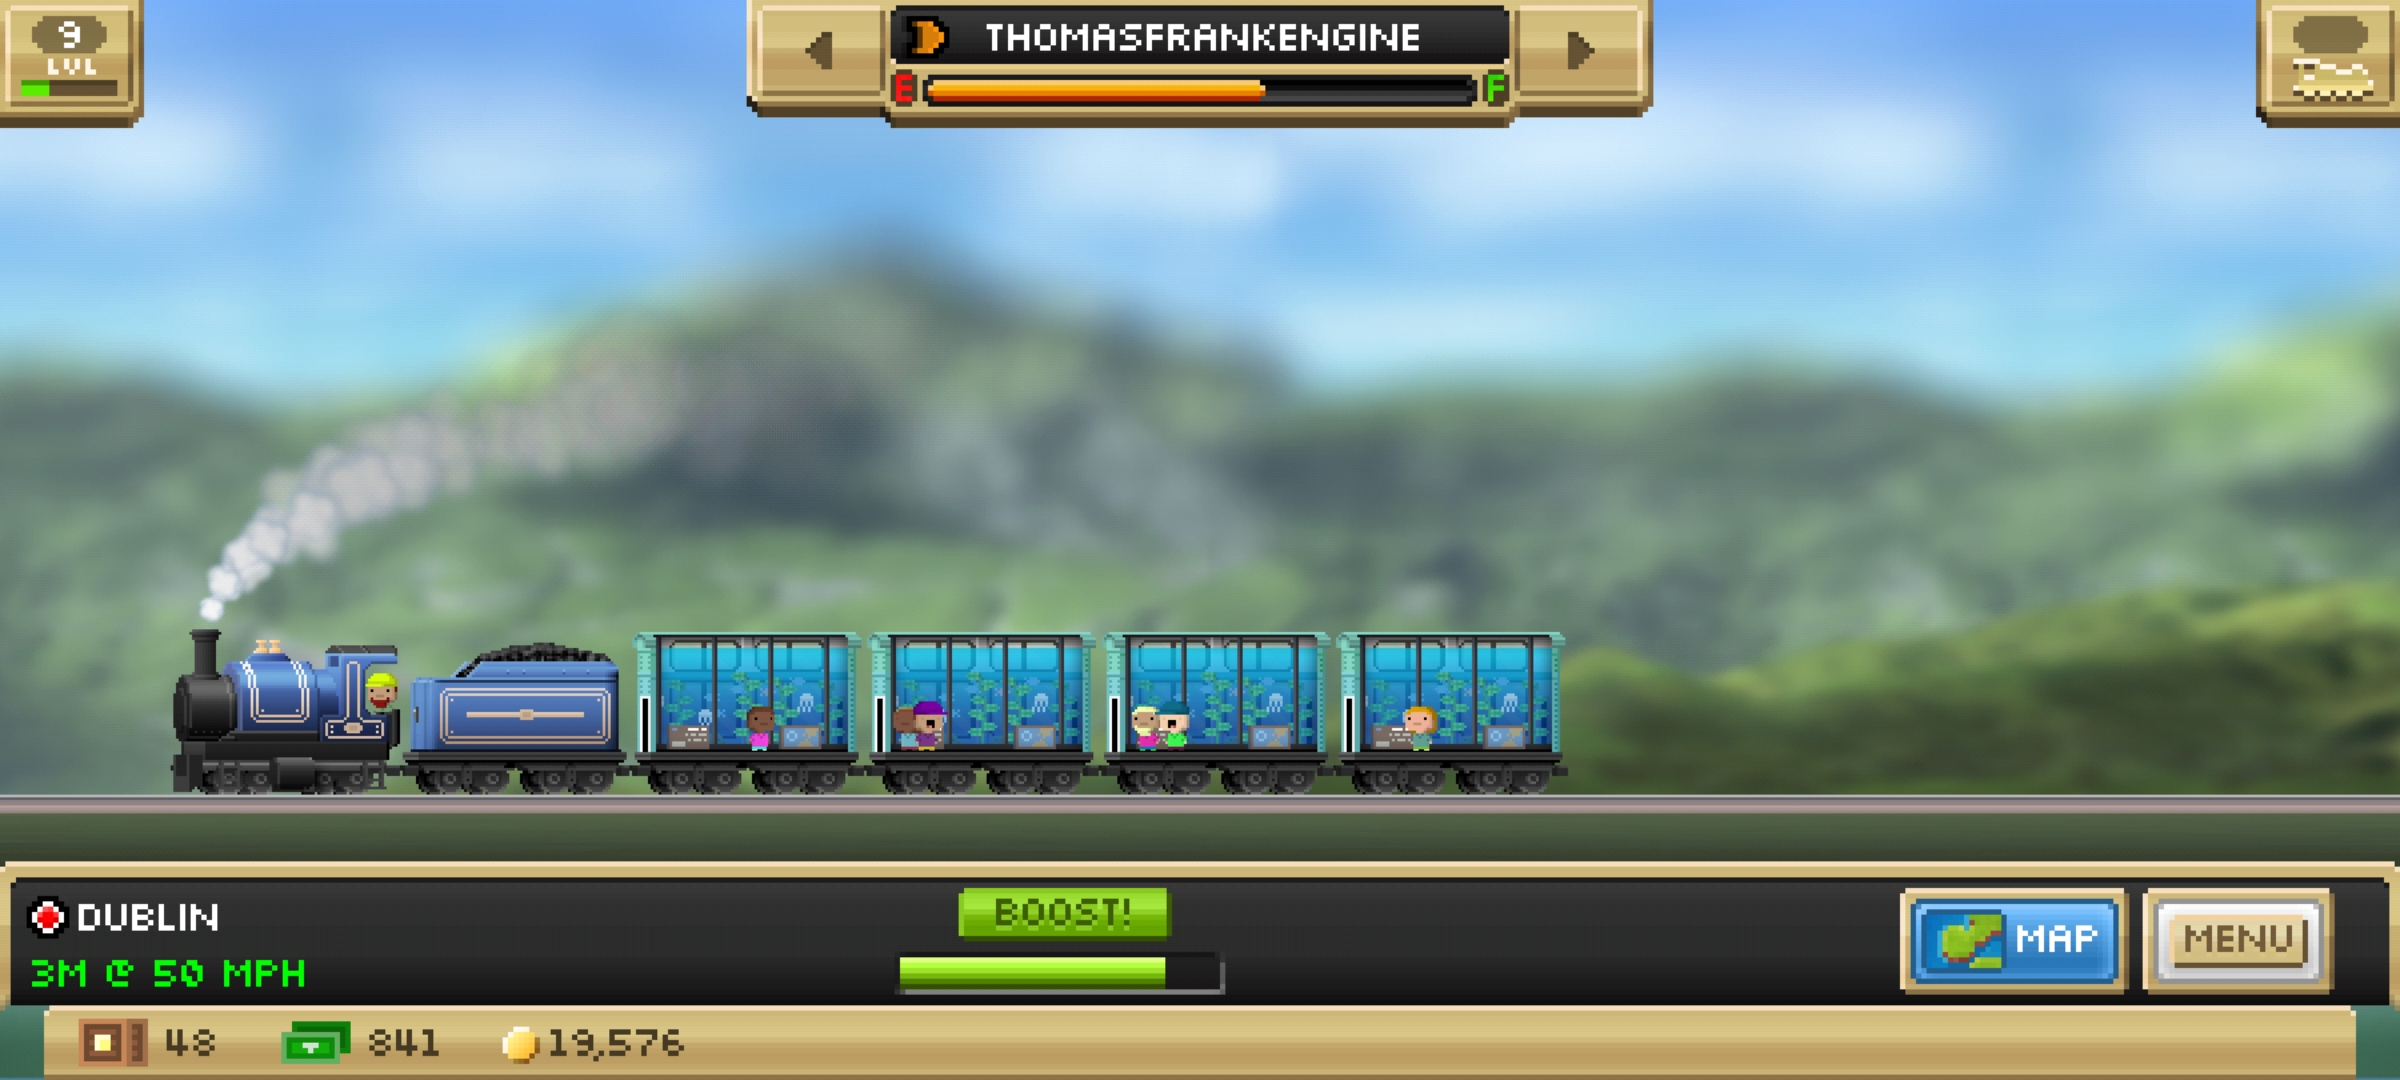 9
LVL
THOMASFRANKENGINE
E F
DUBLIN
3M @ 50 MPH
BOOST!
MAP
MENU
48
841
19,576